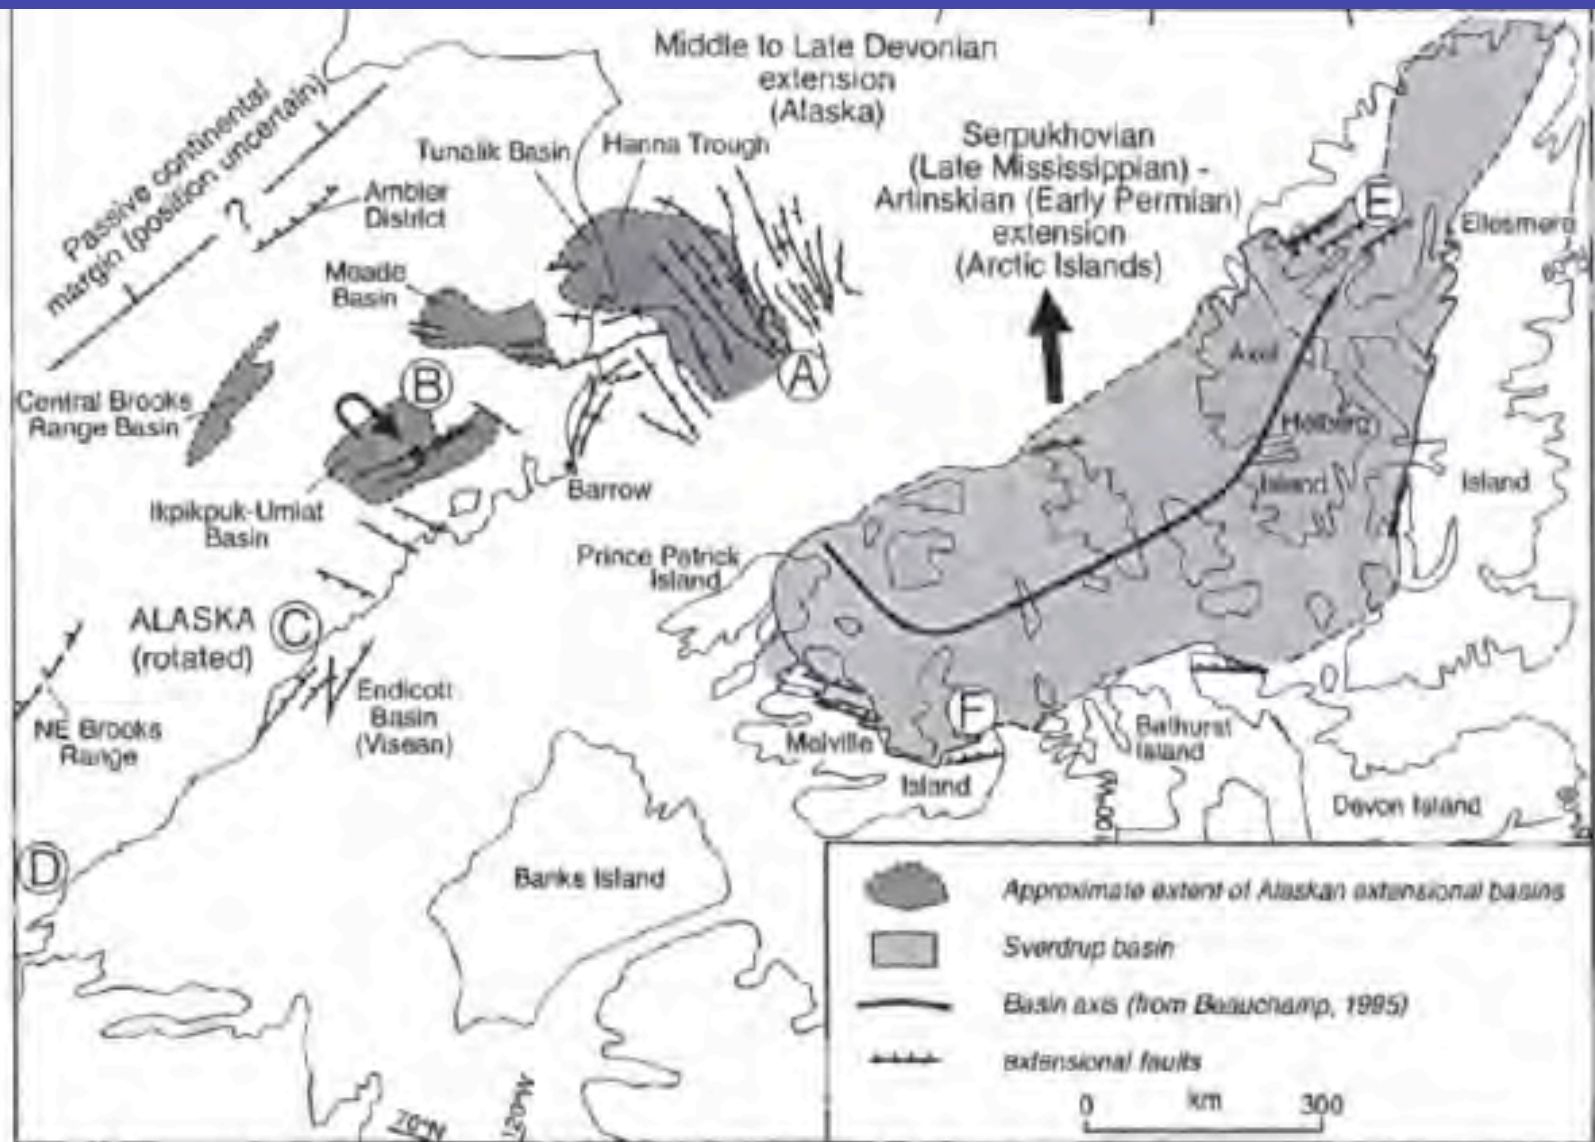 Middle to Late Devonian
extension
(Alaska)
Passive continental
margin (position uncertain)
?
Tunalik Basin
Hanna Trough
Ambler
District
Serpukhovian
(Late Mississippian) -
Artinskian (Early Permian)
extension
(Arctic Islands)
E
Ellesmere
Meade
Basin
A
B
Axel
Central Brooks
Range Basin
Heiberg
Island
Island
Barrow
Ikpikpuk-Umiat
Basin
Prince Patrick
Island
ALASKA
(rotated)
C
Endicott
Basin
(Visean)
NE Brooks
Range
F
Melville
Island
Bathurst
Island
100°W
Devon Island
D
Banks Island
70°N
120°W
Approximate extent of Alaskan extensional basins
Sverdrup basin
Basin axis (from Beauchamp, 1995)
extensional faults
0 km 300